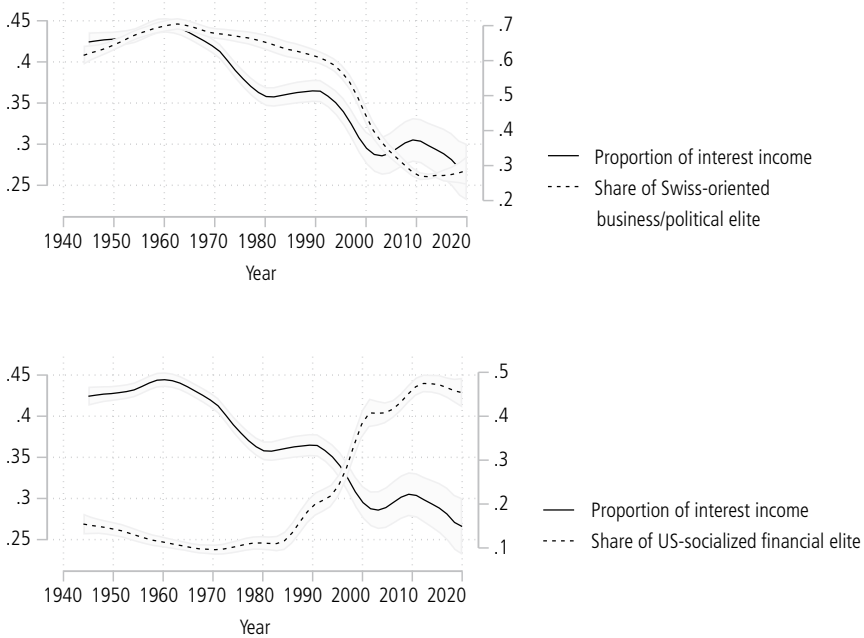 .45
.4
.35
.3
.25
.7
.6
.5
.4
.3
.2
1940 1950 1960 1970 1980 1990 2000 2010 2020
Year
Proportion of interest income
Share of Swiss-oriented
business/political elite
.45
.4
.35
.3
.25
.5
.4
.3
.2
.1
1940 1950 1960 1970 1980 1990 2000 2010 2020
Year
Proportion of interest income
Share of US-socialized financial elite